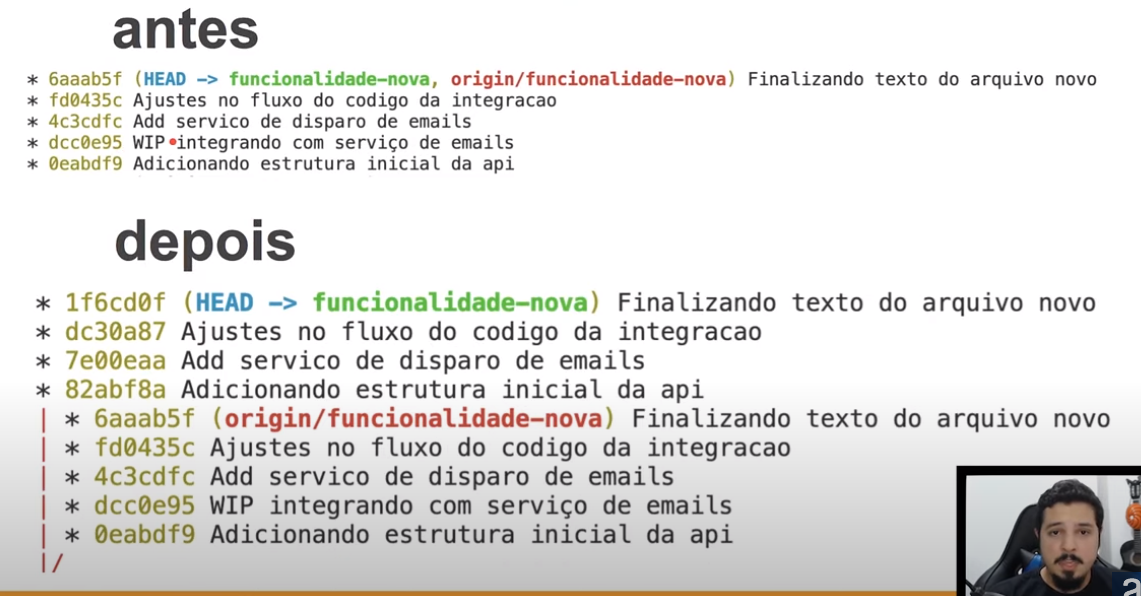 antes
* 6aaab5f (HEAD -> funcionalidade-nova, origin/funcionalidade-nova) Finalizando texto do arquivo novo
* fd0435c Ajustes no fluxo do codigo da integracao
* 4c3cdfc Add servico de disparo de emails
* dcc0e95 WIP integrando com serviço de emails
* 0eabdf9 Adicionando estrutura inicial da api
depois
* 1f6cd0f (HEAD -> funcionalidade-nova) Finalizando texto do arquivo novo
* dc30a87 Ajustes no fluxo do codigo da integracao
* 7e00eaa Add servico de disparo de emails
* 82abf8a Adicionando estrutura inicial da api
| * 6aaab5f (origin/funcionalidade-nova) Finalizando texto do arquivo novo
| * fd0435c Ajustes no fluxo do codigo da integracao
| * 4c3cdfc Add servico de disparo de emails
| * dcc0e95 WIP integrando com serviço de emails
| * 0eabdf9 Adicionando estrutura inicial da api
|/